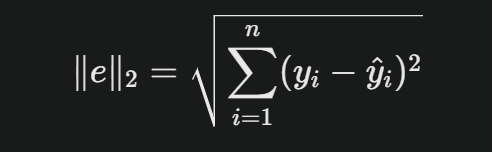 ‖e‖₂ = √(∑ᵢ₌₁ⁿ (yᵢ − ŷᵢ)²)